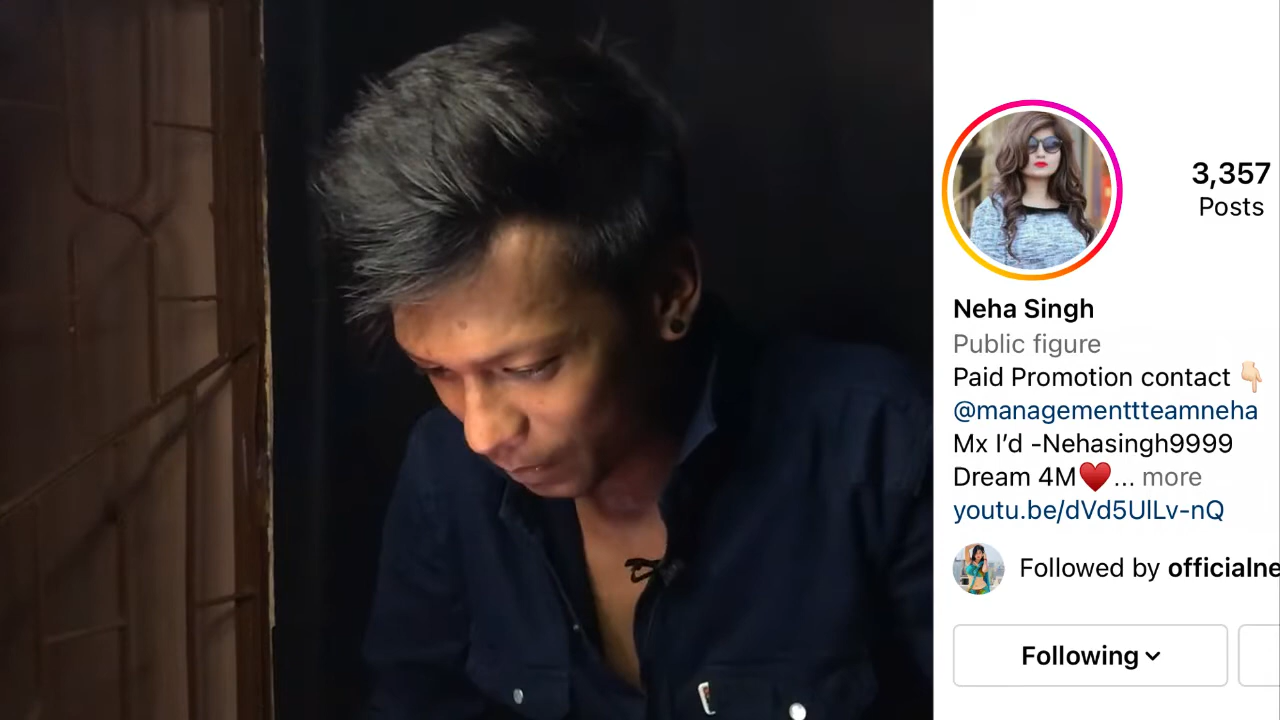 3,357
Posts
Neha Singh
Public figure
Paid Promotion contact 👇🏻
@managementtteamneha
Mx I’d -Nehasingh9999
Dream 4M♥️... more
youtu.be/dVd5UlLv-nQ
Followed by officialne
Following